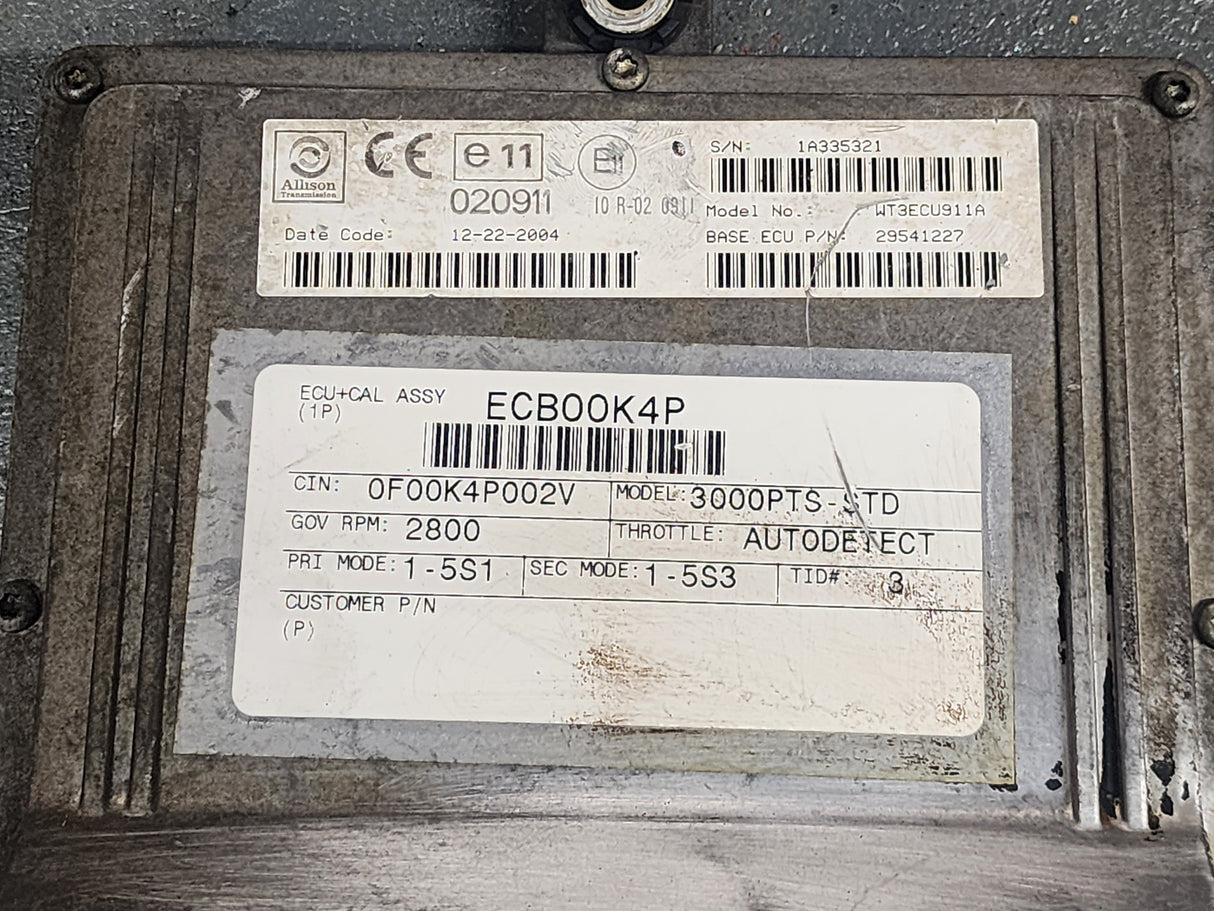 Allison
Transmission
CE
e 11
020911
E11
10 R-02 0911
Date Code: 12-22-2004
S/N: 1A335321
Model No.: WT3ECU911A
BASE ECU P/N: 29541227
ECU+CAL ASSY ECB00K4P
(1P)
CIN: 0F00K4P002V MODEL: 3000PTS-STD
GOV RPM: 2800 THROTTLE: AUTODETECT
PRI MODE: 1-5S1 SEC MODE: 1-5S3 TID#: 3
CUSTOMER P/N
(P)